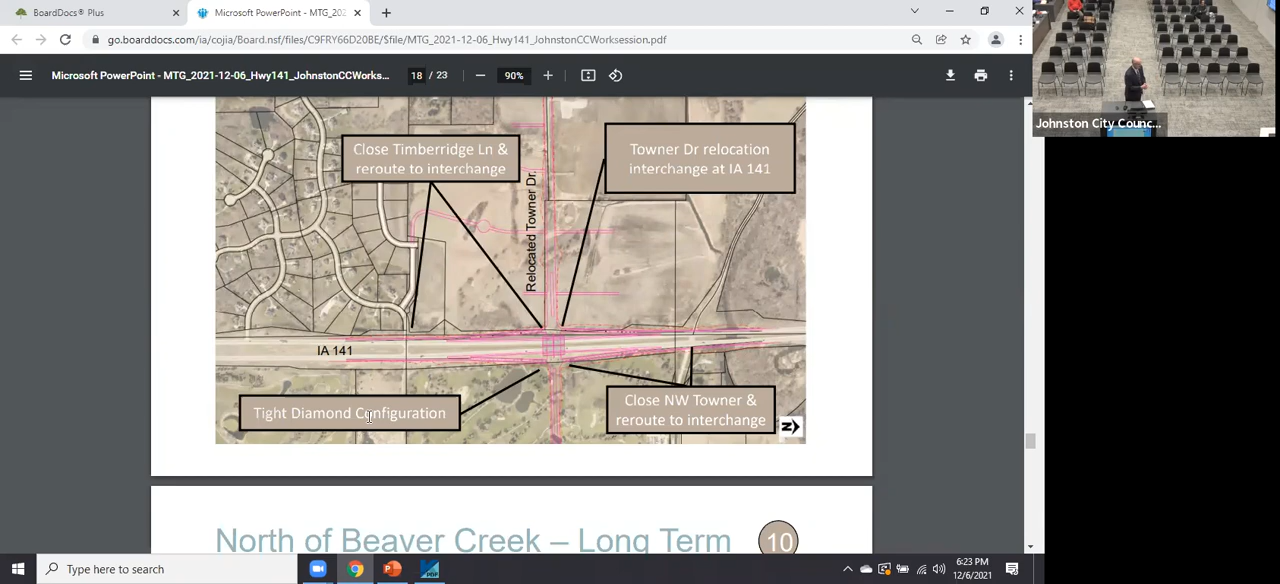 BoardDocs® Plus
Microsoft PowerPoint - MTG_202
go.boarddocs.com/ia/cojia/Board.nsf/files/C9FRY66D20BE/$file/MTG_2021-12-06_Hwy141_JohnstonCCWorksession.pdf
Microsoft PowerPoint - MTG_2021-12-06_Hwy141_JohnstonCCWorks...
18 / 23
90%
Johnston City Counc...
Close Timberridge Ln &
reroute to interchange
Towner Dr relocation
interchange at IA 141
Relocated Towner Dr.
IA 141
Tight Diamond Configuration
Close NW Towner &
reroute to interchange
Z
North of Beaver Creek – Long Term
10
Type here to search
6:23 PM
12/6/2021